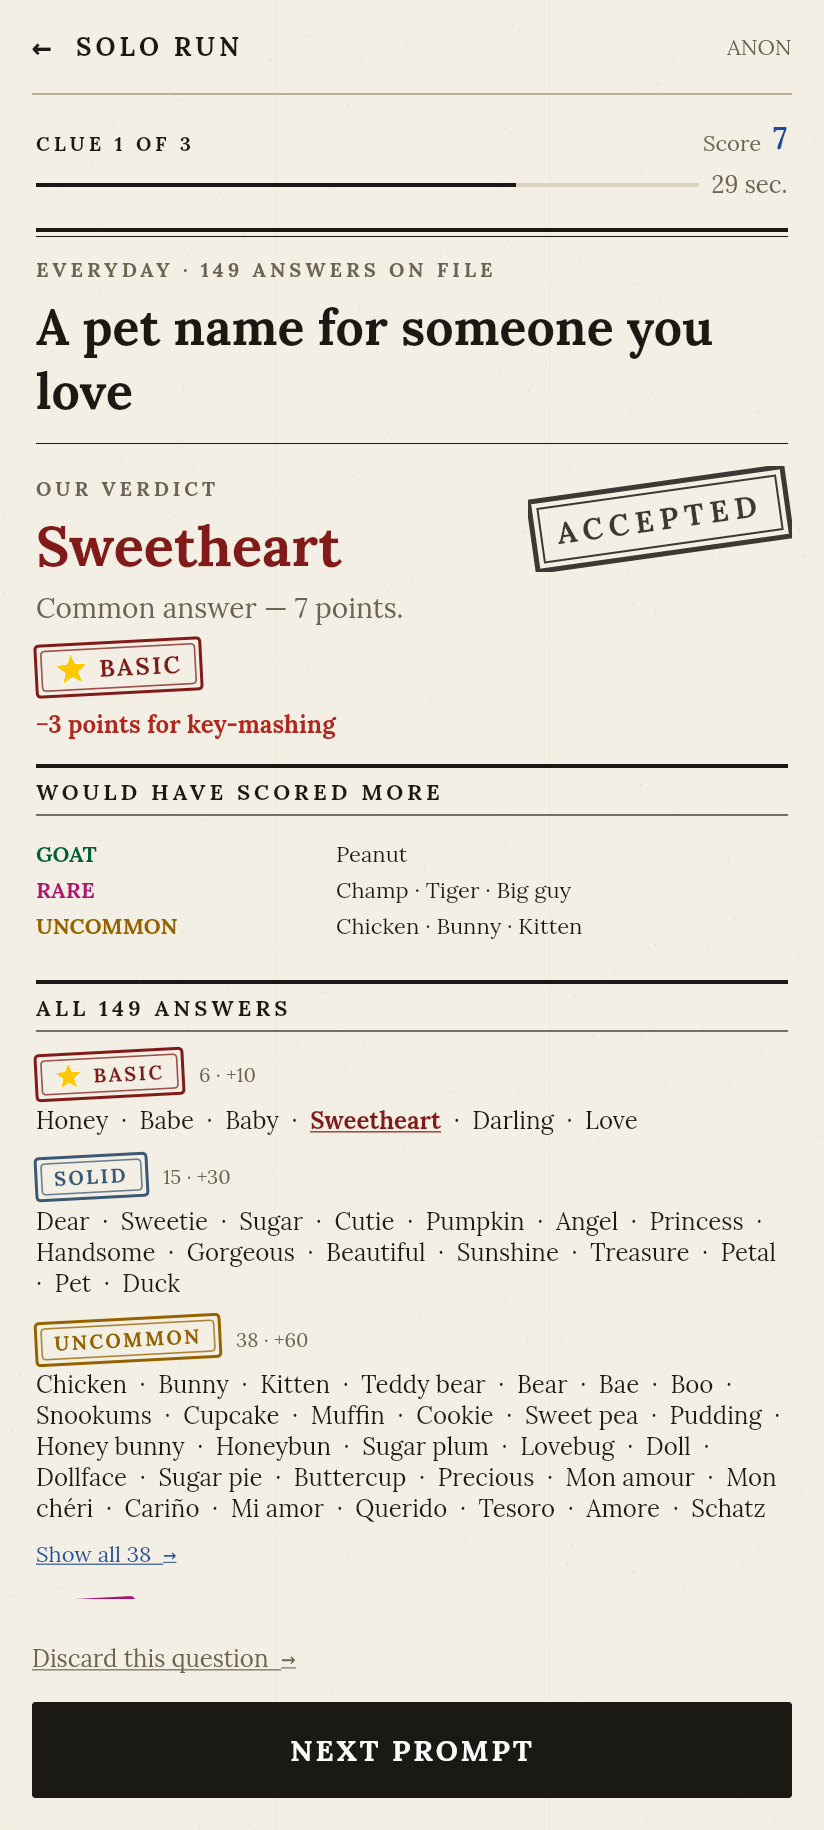 ← SOLO RUN
ANON
CLUE 1 OF 3
Score 7
29 sec.
EVERYDAY · 149 ANSWERS ON FILE
A pet name for someone you
love
OUR VERDICT
ACCEPTED
Sweetheart
Common answer — 7 points.
BASIC
−3 points for key-mashing
WOULD HAVE SCORED MORE
GOAT Peanut
RARE Champ · Tiger · Big guy
UNCOMMON Chicken · Bunny · Kitten
ALL 149 ANSWERS
BASIC 6 · +10
Honey · Babe · Baby · Sweetheart · Darling · Love
SOLID 15 · +30
Dear · Sweetie · Sugar · Cutie · Pumpkin · Angel · Princess ·
Handsome · Gorgeous · Beautiful · Sunshine · Treasure · Petal
· Pet · Duck
UNCOMMON 38 · +60
Chicken · Bunny · Kitten · Teddy bear · Bear · Bae · Boo ·
Snookums · Cupcake · Muffin · Cookie · Sweet pea · Pudding ·
Honey bunny · Honeybun · Sugar plum · Lovebug · Doll ·
Dollface · Sugar pie · Buttercup · Precious · Mon amour · Mon
chéri · Cariño · Mi amor · Querido · Tesoro · Amore · Schatz
Show all 38 →
Discard this question →
NEXT PROMPT